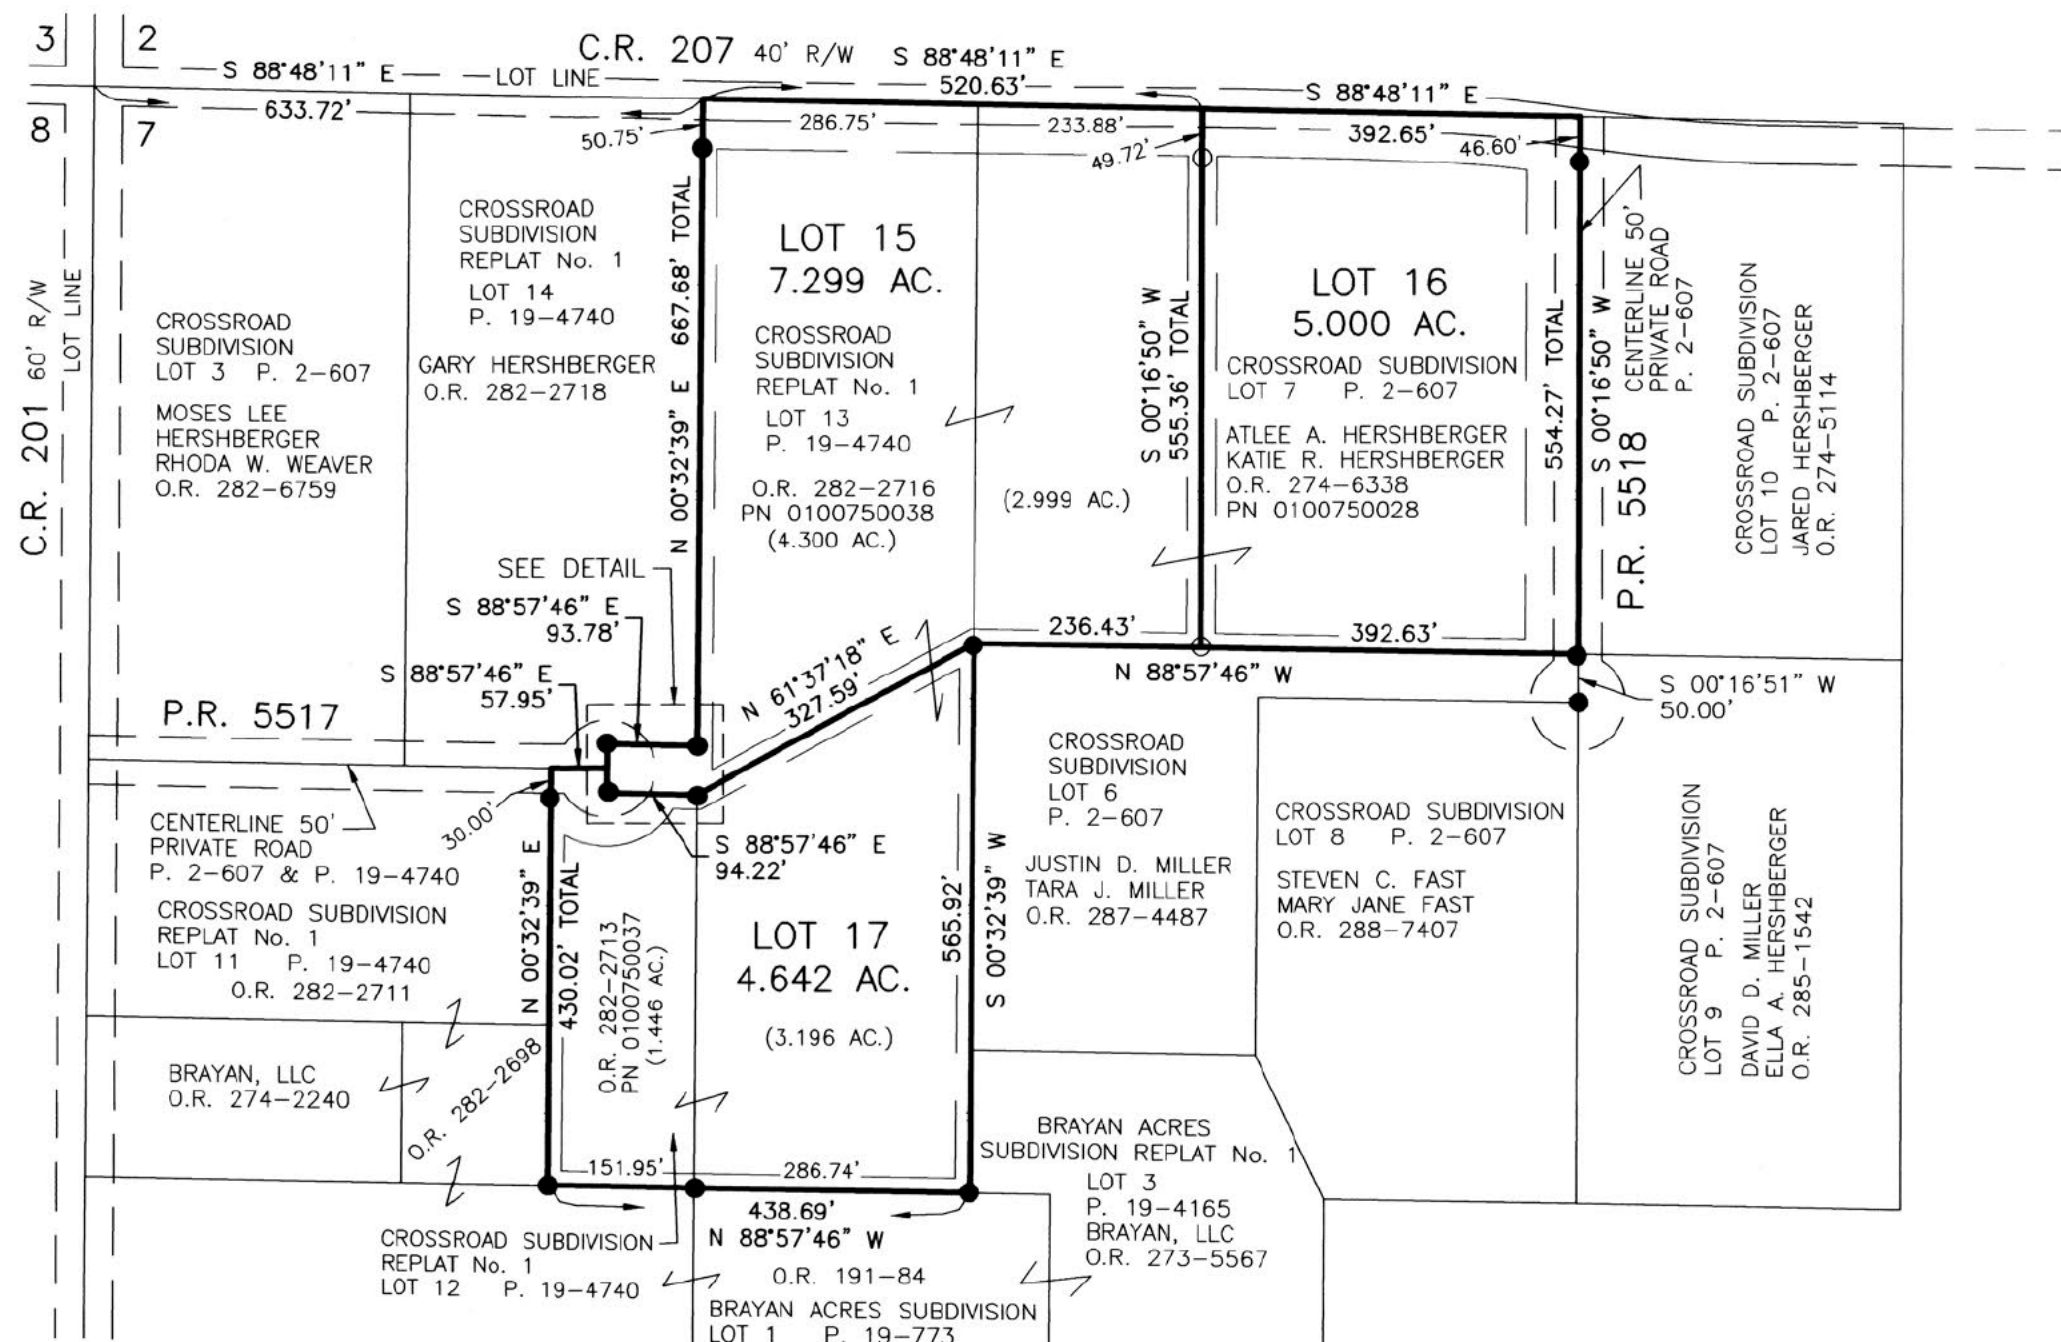 3
2
8
7
C.R. 207 40' R/W
S 88°48'11" E
LOT LINE
633.72'
S 88°48'11" E
520.63'
S 88°48'11" E
392.65'
50.75'
286.75'
233.88'
49.72'
46.60'
C.R. 201 60' R/W
LOT LINE
CROSSROAD
SUBDIVISION
LOT 3 P. 2-607
MOSES LEE
HERSHBERGER
RHODA W. WEAVER
O.R. 282-6759
CROSSROAD
SUBDIVISION
REPLAT No. 1
LOT 14
P. 19-4740
GARY HERSHBERGER
O.R. 282-2718
N 00°32'39" E 667.68' TOTAL
LOT 15
7.299 AC.
CROSSROAD
SUBDIVISION
REPLAT No. 1
LOT 13
P. 19-4740
O.R. 282-2716
PN 0100750038
(4.300 AC.)
(2.999 AC.)
S 00°16'50" W
555.36' TOTAL
LOT 16
5.000 AC.
CROSSROAD SUBDIVISION
LOT 7 P. 2-607
ATLEE A. HERSHBERGER
KATIE R. HERSHBERGER
O.R. 274-6338
PN 0100750028
554.27' TOTAL
S 00°16'50" W
CENTERLINE 50'
PRIVATE ROAD
P. 2-607
P.R. 5518
CROSSROAD SUBDIVISION
LOT 10 P. 2-607
JARED HERSHBERGER
O.R. 274-5114
SEE DETAIL
S 88°57'46" E
93.78'
S 88°57'46" E
57.95'
P.R. 5517
N 61°37'18" E
327.59'
236.43'
392.63'
N 88°57'46" W
S 00°16'51" W
50.00'
30.00'
CENTERLINE 50'
PRIVATE ROAD
P. 2-607 & P. 19-4740
CROSSROAD SUBDIVISION
REPLAT No. 1
LOT 11 P. 19-4740
O.R. 282-2711
BRAYAN, LLC
O.R. 274-2240
O.R. 282-2698
N 00°32'39" E
430.02' TOTAL
O.R. 282-2713
PN 0100750037
(1.446 AC.)
S 88°57'46" E
94.22'
LOT 17
4.642 AC.
(3.196 AC.)
565.92'
S 00°32'39" W
CROSSROAD
SUBDIVISION
LOT 6
P. 2-607
JUSTIN D. MILLER
TARA J. MILLER
O.R. 287-4487
CROSSROAD SUBDIVISION
LOT 8 P. 2-607
STEVEN C. FAST
MARY JANE FAST
O.R. 288-7407
CROSSROAD SUBDIVISION
LOT 9 P. 2-607
DAVID D. MILLER
ELLA A. HERSHBERGER
O.R. 285-1542
151.95'
286.74'
438.69'
N 88°57'46" W
CROSSROAD SUBDIVISION
REPLAT No. 1
LOT 12 P. 19-4740
O.R. 191-84
BRAYAN ACRES SUBDIVISION
LOT 1 P. 19-773
BRAYAN ACRES
SUBDIVISION REPLAT No. 1
LOT 3
P. 19-4165
BRAYAN, LLC
O.R. 273-5567